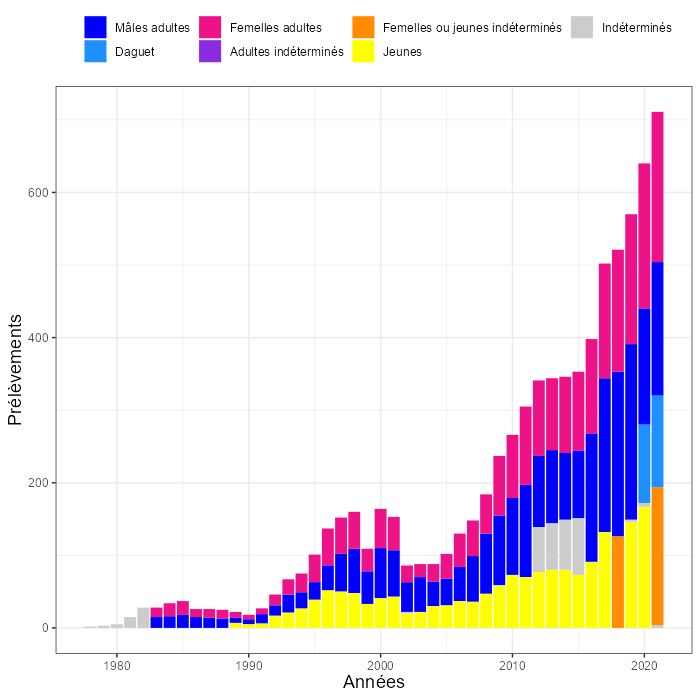 Mâles adultes Femelles adultes Femelles ou jeunes indéterminés Indéterminés
Daguet Adultes indéterminés Jeunes
600
400
200
0
Prélèvements
1980 1990 2000 2010 2020
Années